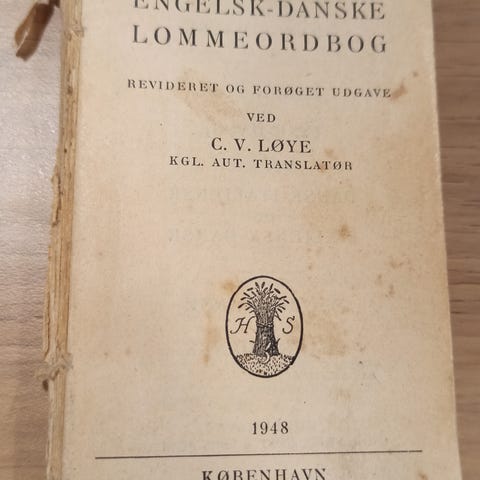 ENGELSK-DANSKE
LOMMEORDBOG
REVIDERET OG FORØGET UDGAVE
VED
C. V. LØYE
KGL. AUT. TRANSLATØR
H S
1948
KØBENHAVN